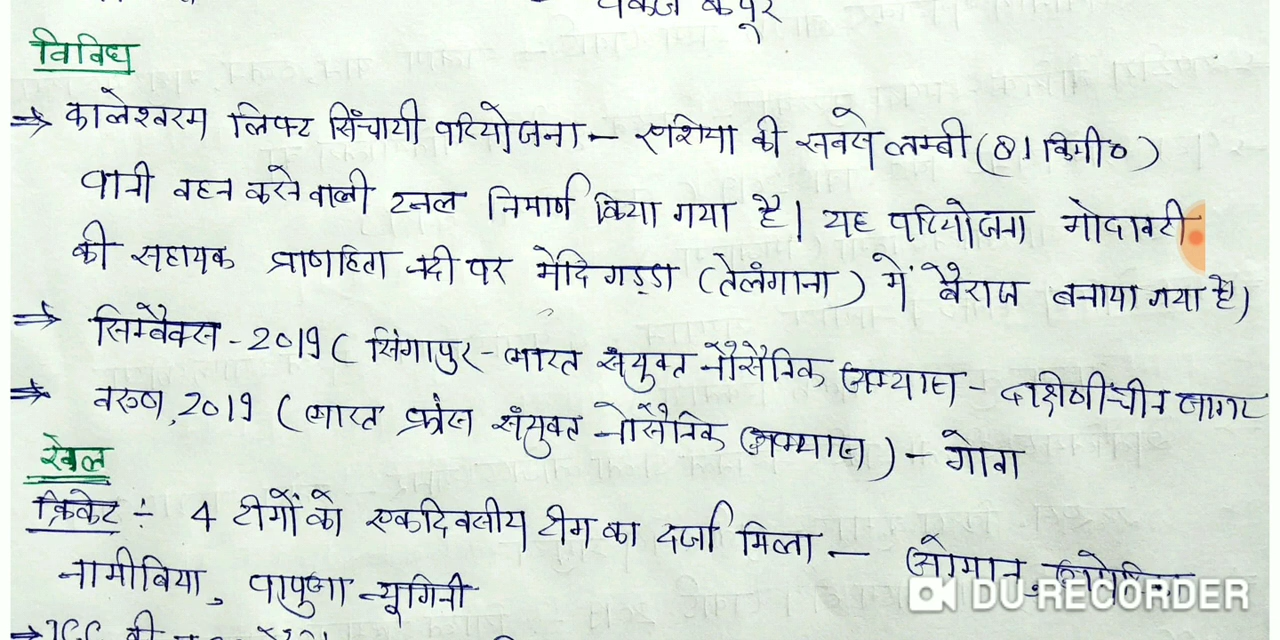 पंकज कपूर
विविध
⇒ कालेश्वरम लिफ्ट सिंचायी परियोजना - एशिया की सबसे लम्बी (81 किमी०)
पानी वहन करने वाली टनल निमार्ण किया गया है। यह परियोजना गोदावरी
की सहायक प्राणहिता नदी पर मेदिगड्डा (तेलंगाना) में बैराज बनाया गया है)
⇒ सिम्बैक्स - 2019 ( सिंगापुर - भारत संयुक्त नौसैनिक अभ्यास - दक्षिणीचीन सागर
⇒ वरुण, 2019 ( भारत फ्रांस संयुक्त नौसैनिक अभ्यास ) - गोवा
खेल
क्रिकेट ÷ 4 टीमों को एकदिवसीय टीम का दर्जा मिला - ओमान, अमेरिका
नामीबिया, पापुआ न्यूगिनी
DU RECORDER
→ ICC की